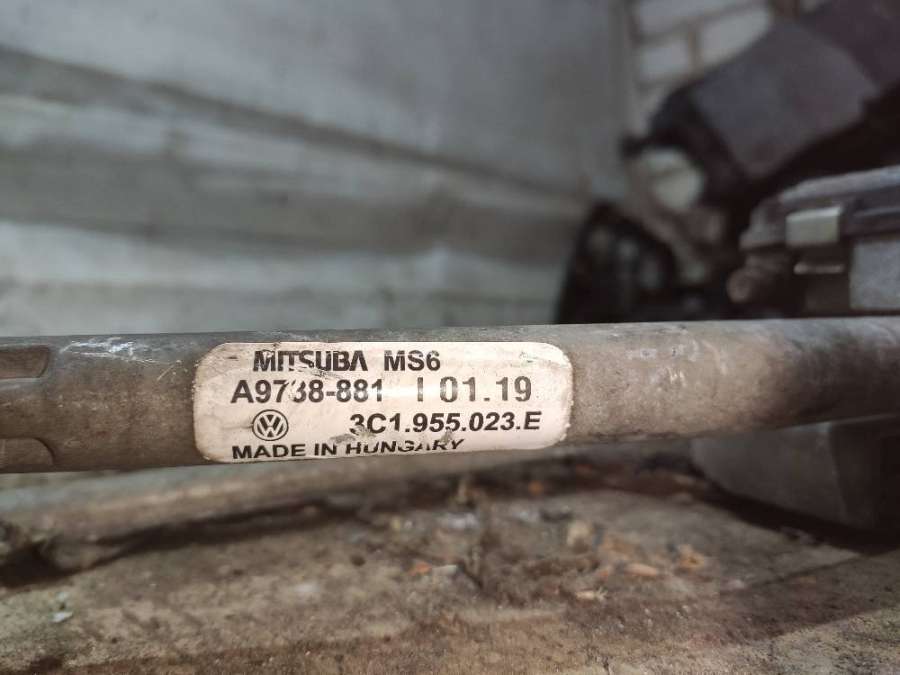 MITSUBA MS6
A9738-881 I 01.19
3C1.955.023.E
MADE IN HUNGARY